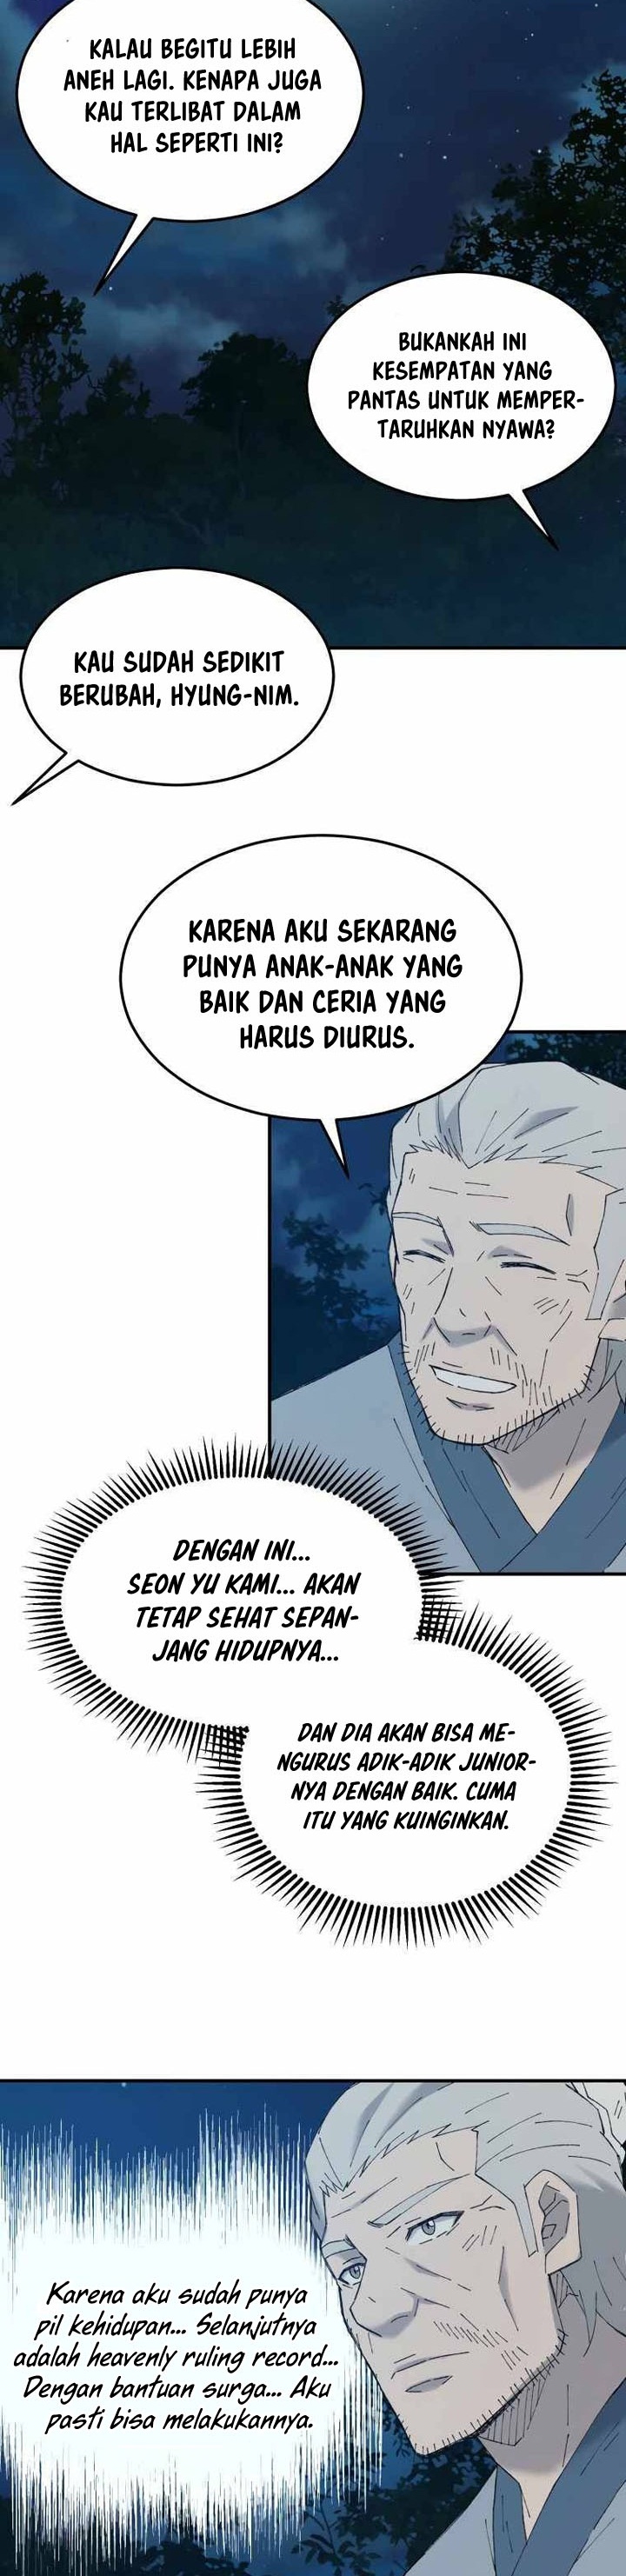 KALAU BEGITU LEBIH
ANEH LAGI. KENAPA JUGA
KAU TERLIBAT DALAM
HAL SEPERTI INI?
BUKANKAH INI
KESEMPATAN YANG
PANTAS UNTUK MEMPER-
TARUHKAN NYAWA?
KAU SUDAH SEDIKIT
BERUBAH, HYUNG-NIM.
KARENA AKU SEKARANG
PUNYA ANAK-ANAK YANG
BAIK DAN CERIA YANG
HARUS DIURUS.
DENGAN INI...
SEON YU KAMI... AKAN
TETAP SEHAT SEPAN-
JANG HIDUPNYA...
DAN DIA AKAN BISA ME-
NGURUS ADIK-ADIK JUNIOR-
NYA DENGAN BAIK. CUMA
ITU YANG KUINGINKAN.
Karena aku sudah punya
pil kehidupan... Selanjutnya
adalah heavenly ruling record...
Dengan bantuan surga... Aku
pasti bisa melakukannya.